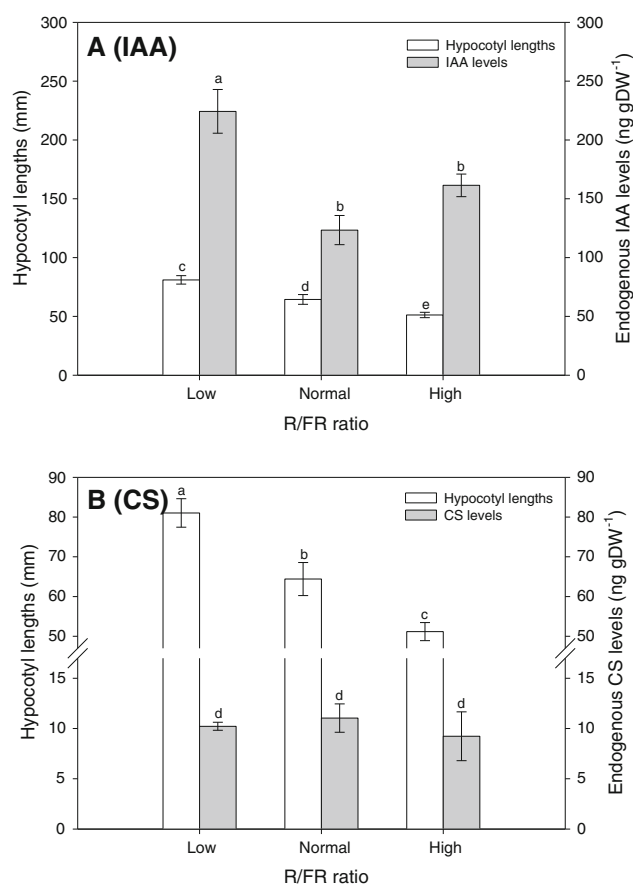 A (IAA)
Hypocotyl lengths
IAA levels
Hypocotyl lengths (mm)
Endogenous IAA levels (ng gDW⁻¹)
300
250
200
150
100
50
0
300
250
200
150
100
50
0
a
c
d
b
e
b
Low
Normal
High
R/FR ratio
B (CS)
Hypocotyl lengths
CS levels
Hypocotyl lengths (mm)
Endogenous CS levels (ng gDW⁻¹)
90
80
70
60
50
15
10
5
0
90
80
70
60
50
15
10
5
0
a
d
b
d
c
d
Low
Normal
High
R/FR ratio